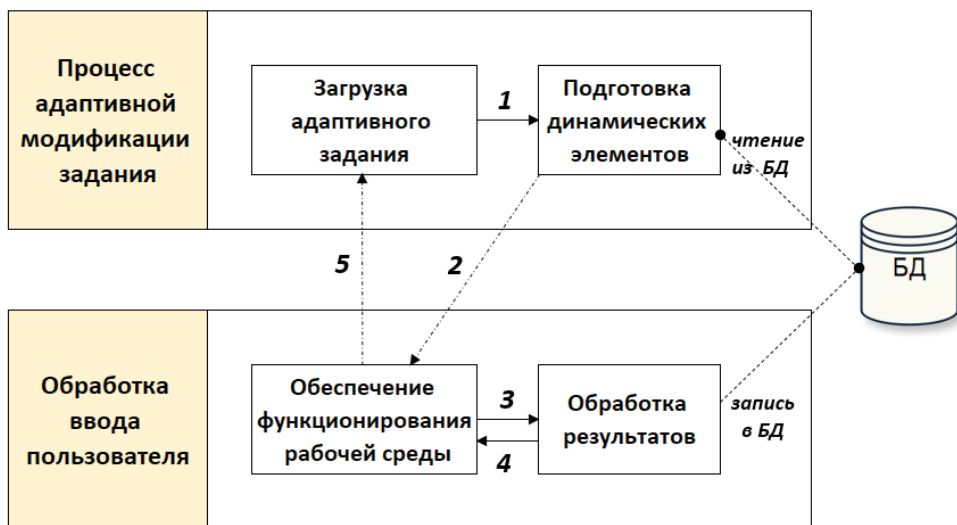 Процесс
адаптивной
модификации
задания
Загрузка
адаптивного
задания
1
Подготовка
динамических
элементов
чтение
из БД
5
2
БД
Обработка
ввода
пользователя
Обеспечение
функционирования
рабочей среды
3
4
Обработка
результатов
запись
в БД